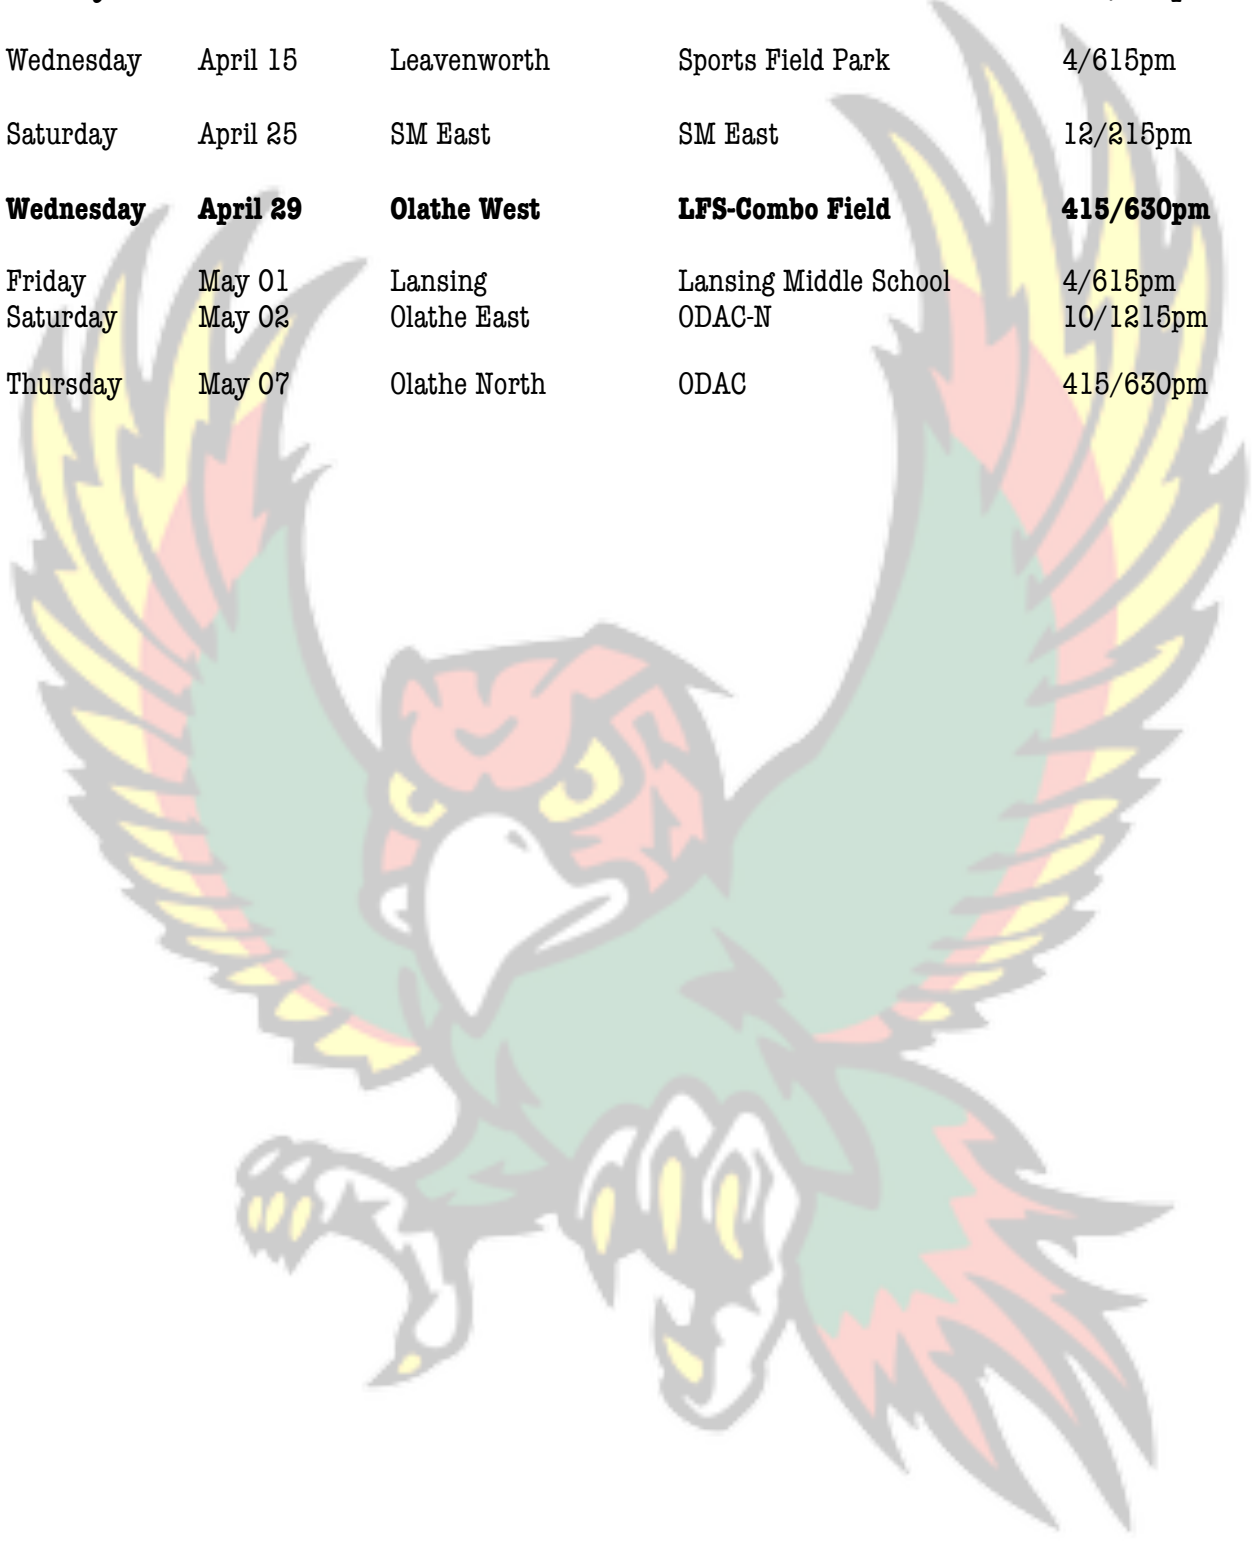 Wednesday April 15 Leavenworth Sports Field Park 4/615pm
Saturday April 25 SM East SM East 12/215pm
Wednesday April 29 Olathe West LFS-Combo Field 415/630pm
Friday May 01 Lansing Lansing Middle School 4/615pm
Saturday May 02 Olathe East ODAC-N 10/1215pm
Thursday May 07 Olathe North ODAC 415/630pm